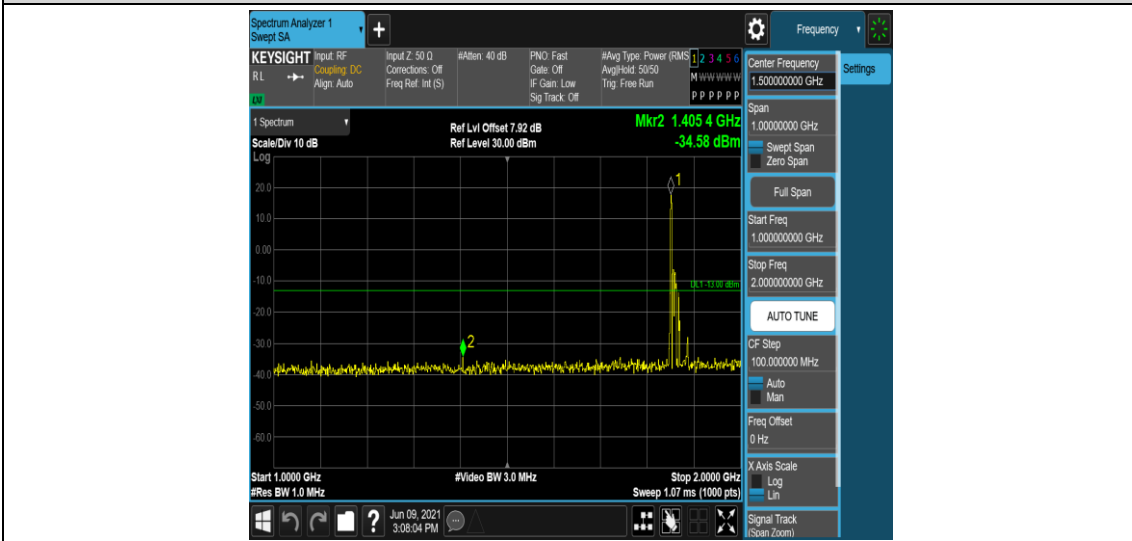 Spectrum Analyzer 1
Swept SA
+
Frequency
KEYSIGHT
RL
LXI
Input: RF
Coupling: DC
Align: Auto
Input Z: 50 Ω
Corrections: Off
Freq Ref: Int (S)
#Atten: 40 dB
PNO: Fast
Gate: Off
IF Gain: Low
Sig Track: Off
#Avg Type: Power (RMS
Avg|Hold: 50/50
Trig: Free Run
1 2 3 4 5 6
M W W W W W
P P P P P P
Center Frequency
1.500000000 GHz
Settings
Span
1.00000000 GHz
Swept Span
Zero Span
Full Span
Start Freq
1.000000000 GHz
Stop Freq
2.000000000 GHz
AUTO TUNE
CF Step
100.000000 MHz
Auto
Man
Freq Offset
0 Hz
X Axis Scale
Log
Lin
Signal Track
(Span Zoom)
1 Spectrum
Scale/Div 10 dB
Log
Ref Lvl Offset 7.92 dB
Ref Level 30.00 dBm
Mkr2 1.405 4 GHz
-34.58 dBm
1
20.0
10.0
0.00
-10.0
DL1 -13.00 dBm
-20.0
-30.0
2
-40.0
-50.0
-60.0
Start 1.0000 GHz
#Video BW 3.0 MHz
Stop 2.0000 GHz
#Res BW 1.0 MHz
Sweep 1.07 ms (1000 pts)
?
Jun 09, 2021
3:08:04 PM